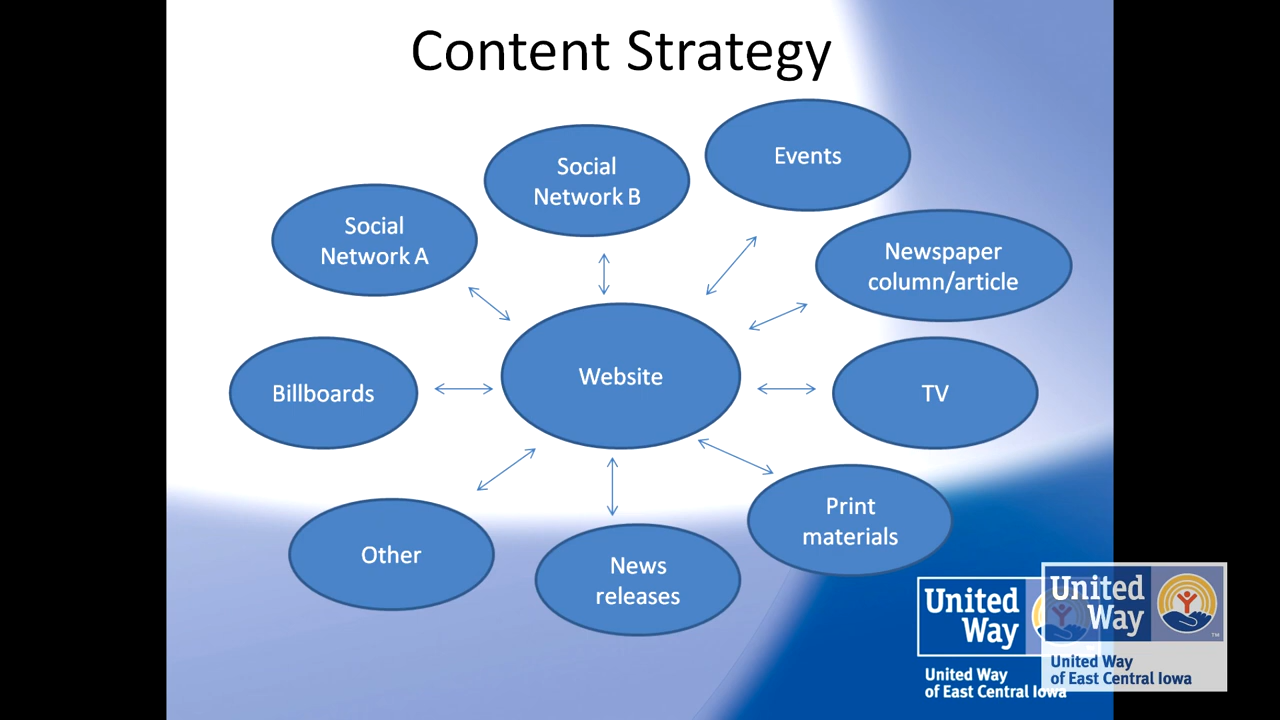 Content Strategy
Social
Network A
Social
Network B
Events
Newspaper
column/article
Billboards
Website
TV
Other
News
releases
Print
materials
United
Way
United Way
of East Central Iowa
United
Way
™
United Way
of East Central Iowa